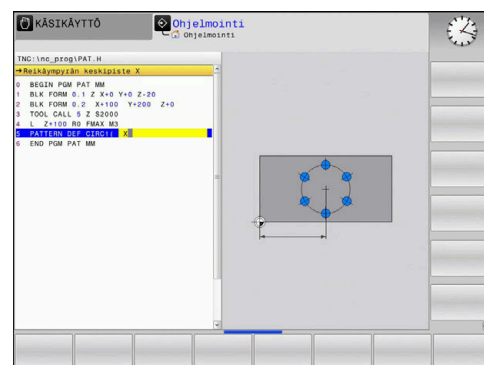 KÄSIKÄYTTÖ
Ohjelmointi
Ohjelmointi
TNC:\nc_prog\PAT.H
→Reikäympyrän keskipiste X
0 BEGIN PGM PAT MM
1 BLK FORM 0.1 Z X+0 Y+0 Z-20
2 BLK FORM 0.2 X+100 Y+200 Z+0
3 TOOL CALL 5 Z S2000
4 L Z+100 R0 FMAX M3
5 PATTERN DEF CIRC1( X
6 END PGM PAT MM